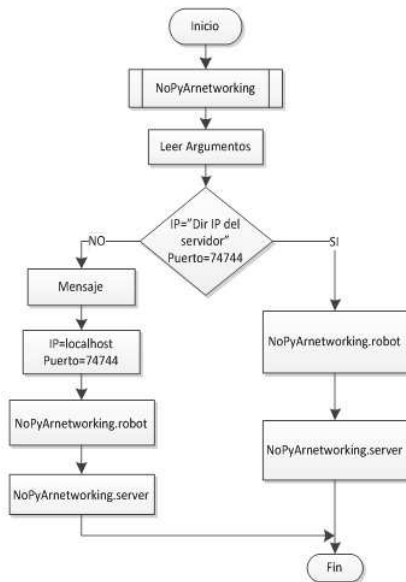 Inicio
NoPyArnetworking
Leer Argumentos
IP="Dir IP del
servidor"
Puerto=74744
NO
SI
Mensaje
IP=localhost
Puerto=74744
NoPyArnetworking.robot
NoPyArnetworking.server
NoPyArnetworking.robot
NoPyArnetworking.server
Fin